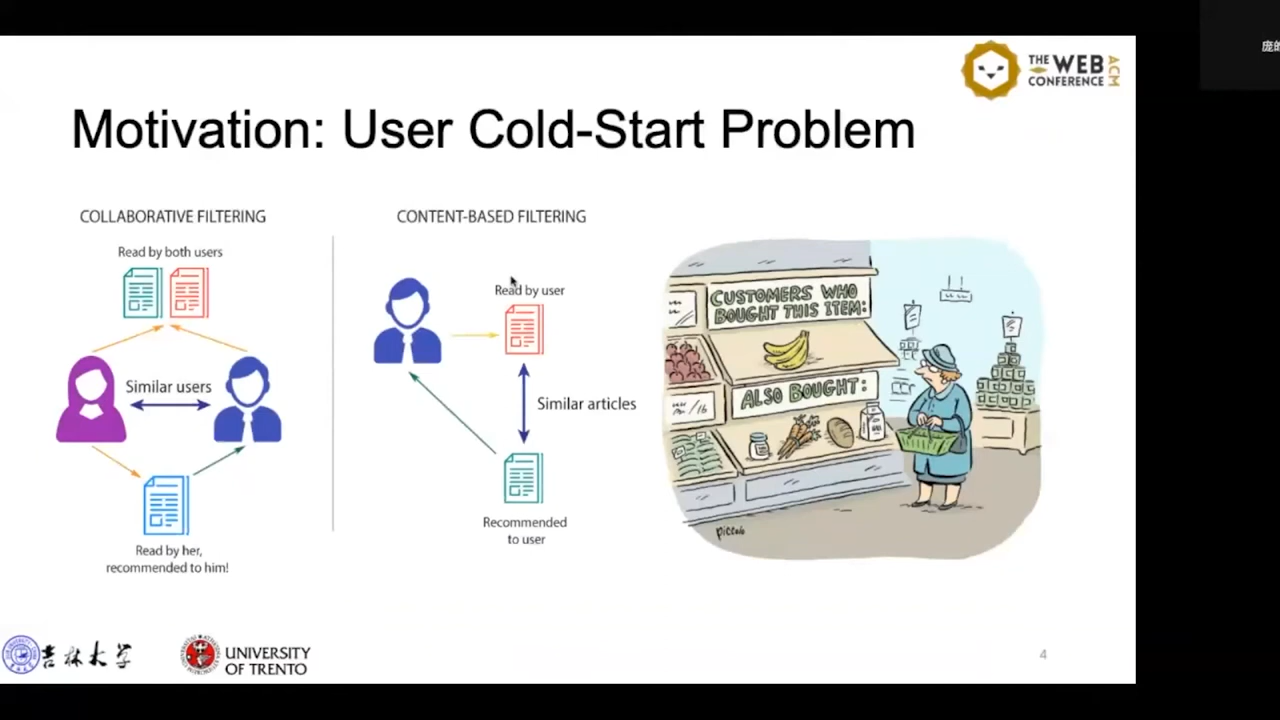 THE WEB
CONFERENCE
ACM
Motivation: User Cold-Start Problem
COLLABORATIVE FILTERING
Read by both users
Similar users
Read by her,
recommended to him!
CONTENT-BASED FILTERING
Read by user
Similar articles
Recommended
to user
CUSTOMERS WHO
BOUGHT THIS ITEM:
ALSO BOUGHT:
/16
piccolo
吉林大学
UNIVERSITY
OF TRENTO
4